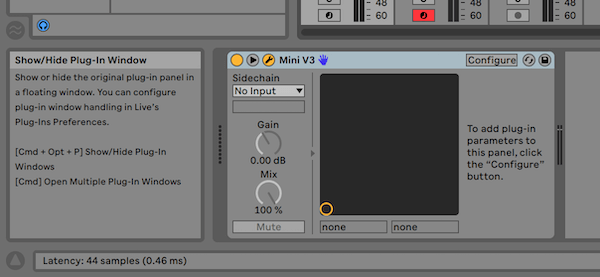 48
60
48
60
Show/Hide Plug-In Window
Show or hide the original plug-in panel in
a floating window. You can configure
plug-in window handling in Live's
Plug-Ins Preferences.
[Cmd + Opt + P] Show/Hide Plug-In
Windows
[Cmd] Open Multiple Plug-In Windows
Mini V3
Configure
Sidechain
No Input
Gain
0.00 dB
Mix
100 %
Mute
none
none
To add plug-in
parameters to
this panel, click
the “Configure”
button.
Latency: 44 samples (0.46 ms)